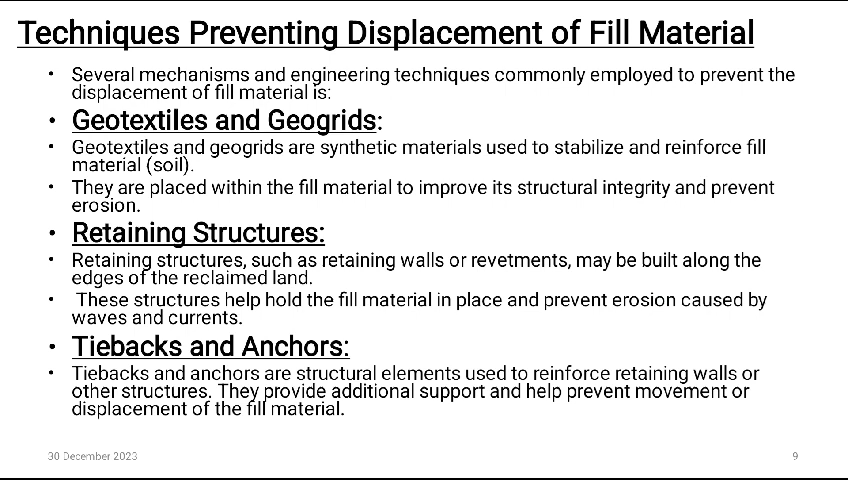 Techniques Preventing Displacement of Fill Material
• Several mechanisms and engineering techniques commonly employed to prevent the
displacement of fill material is:
• Geotextiles and Geogrids:
• Geotextiles and geogrids are synthetic materials used to stabilize and reinforce fill
material (soil).
• They are placed within the fill material to improve its structural integrity and prevent
erosion.
• Retaining Structures:
• Retaining structures, such as retaining walls or revetments, may be built along the
edges of the reclaimed land.
• These structures help hold the fill material in place and prevent erosion caused by
waves and currents.
• Tiebacks and Anchors:
• Tiebacks and anchors are structural elements used to reinforce retaining walls or
other structures. They provide additional support and help prevent movement or
displacement of the fill material.
30 December 2023
9